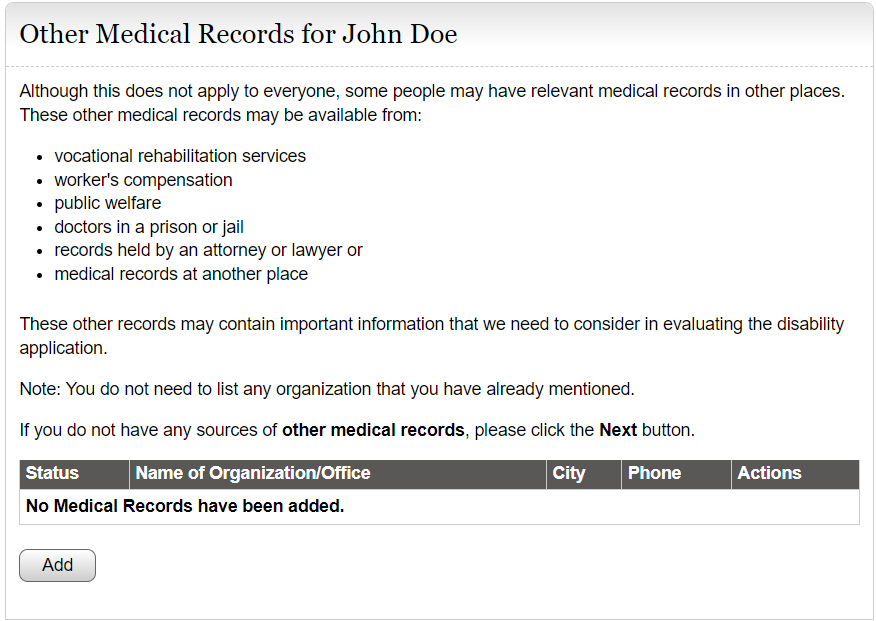 Other Medical Records for John Doe
Although this does not apply to everyone, some people may have relevant medical records in other places.
These other medical records may be available from:
• vocational rehabilitation services
• worker's compensation
• public welfare
• doctors in a prison or jail
• records held by an attorney or lawyer or
• medical records at another place
These other records may contain important information that we need to consider in evaluating the disability
application.
Note: You do not need to list any organization that you have already mentioned.
If you do not have any sources of other medical records, please click the Next button.
Status Name of Organization/Office City Phone Actions
No Medical Records have been added.
Add